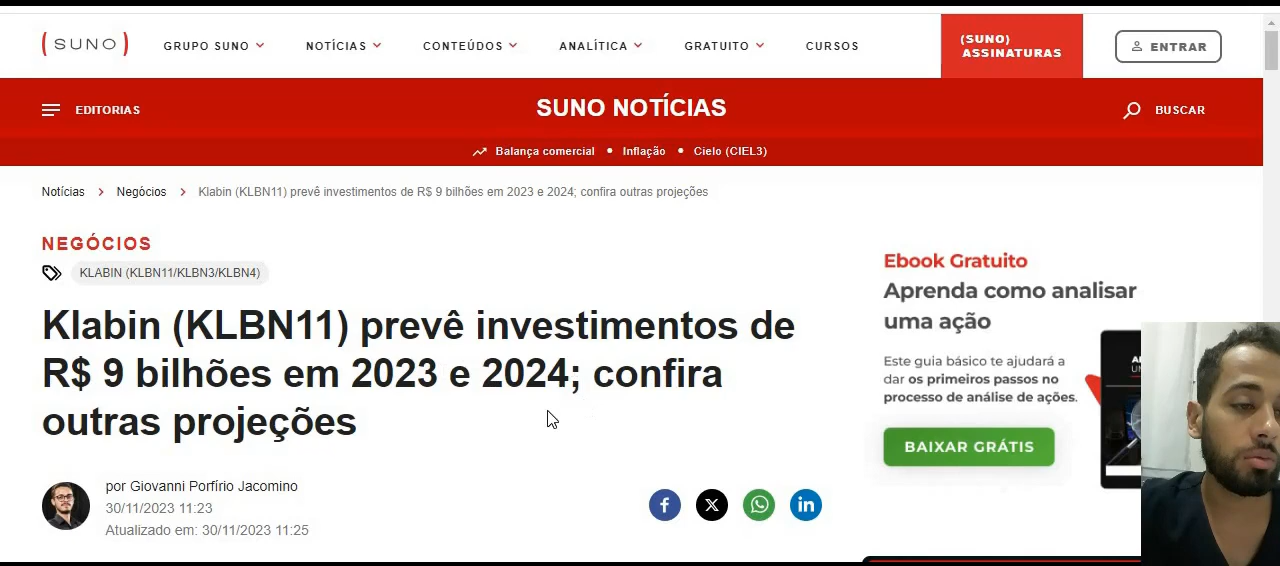 ( SUNO )
GRUPO SUNO
NOTÍCIAS
CONTEÚDOS
ANALÍTICA
GRATUITO
CURSOS
(SUNO)
ASSINATURAS
ENTRAR
EDITORIAS
SUNO NOTÍCIAS
BUSCAR
Balança comercial • Inflação • Cielo (CIEL3)
Notícias > Negócios > Klabin (KLBN11) prevê investimentos de R$ 9 bilhões em 2023 e 2024; confira outras projeções
NEGÓCIOS
KLABIN (KLBN11/KLBN3/KLBN4)
Klabin (KLBN11) prevê investimentos de
R$ 9 bilhões em 2023 e 2024; confira
outras projeções
por Giovanni Porfírio Jacomino
30/11/2023 11:23
Atualizado em: 30/11/2023 11:25
Ebook Gratuito
Aprenda como analisar
uma ação
Este guia básico te ajudará a
dar os primeiros passos no
processo de análise de ações.
BAIXAR GRÁTIS